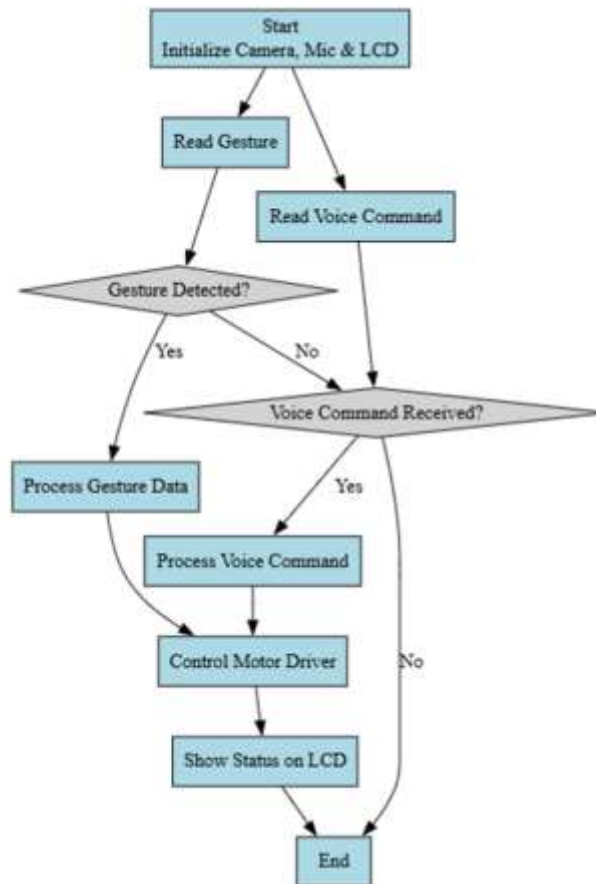 Start
Initialize Camera, Mic & LCD
Read Gesture
Read Voice Command
Gesture Detected?
Yes
No
Voice Command Received?
Process Gesture Data
Yes
Process Voice Command
Control Motor Driver
No
Show Status on LCD
End